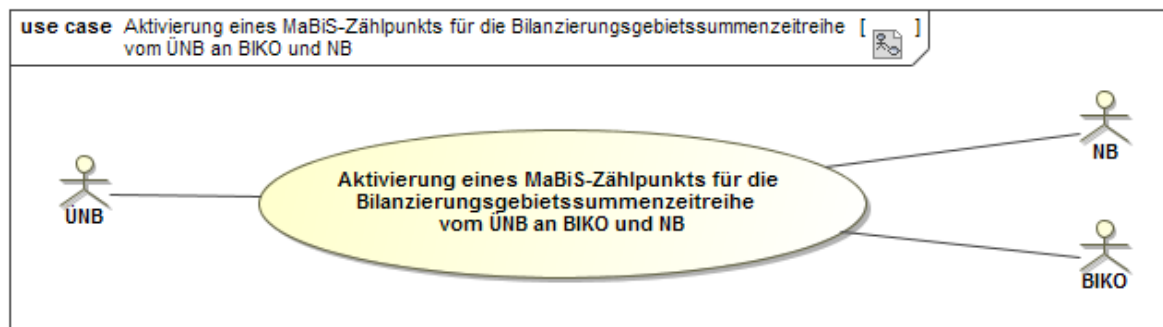 use case Aktivierung eines MaBiS-Zählpunkts für die Bilanzierungsgebietssummenzeitreihe [ ]
vom ÜNB an BIKO und NB
NB
Aktivierung eines MaBiS-Zählpunkts für die
Bilanzierungsgebietssummenzeitreihe
vom ÜNB an BIKO und NB
ÜNB
BIKO